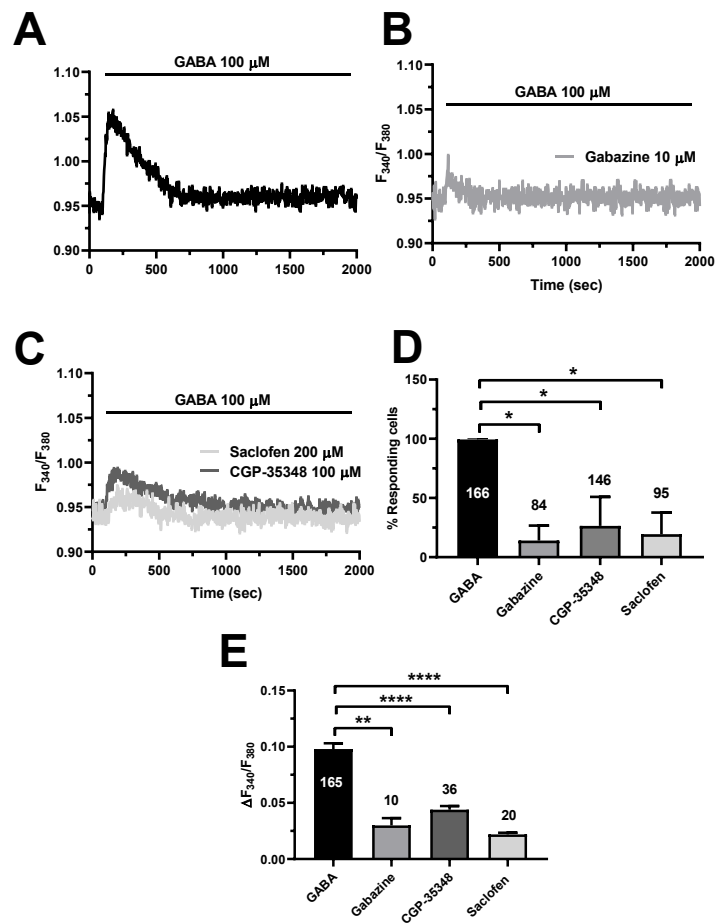 A
GABA 100 µM
1.10
1.05
1.00
0.95
0.90
F340/F380
0
500
1000
1500
2000
B
GABA 100 µM
Gabazine 10 µM
1.10
1.05
1.00
0.95
0.90
F340/F380
0
500
1000
1500
2000
Time (sec)
C
GABA 100 µM
Saclofen 200 µM
CGP-35348 100 µM
1.10
1.05
1.00
0.95
0.90
F340/F380
0
500
1000
1500
2000
Time (sec)
D
*
*
*
150
100
50
0
% Responding cells
166
84
146
95
GABA
Gabazine
CGP-35348
Saclofen
E
****
****
**
0.15
0.10
0.05
0.00
ΔF340/F380
165
10
36
20
GABA
Gabazine
CGP-35348
Saclofen